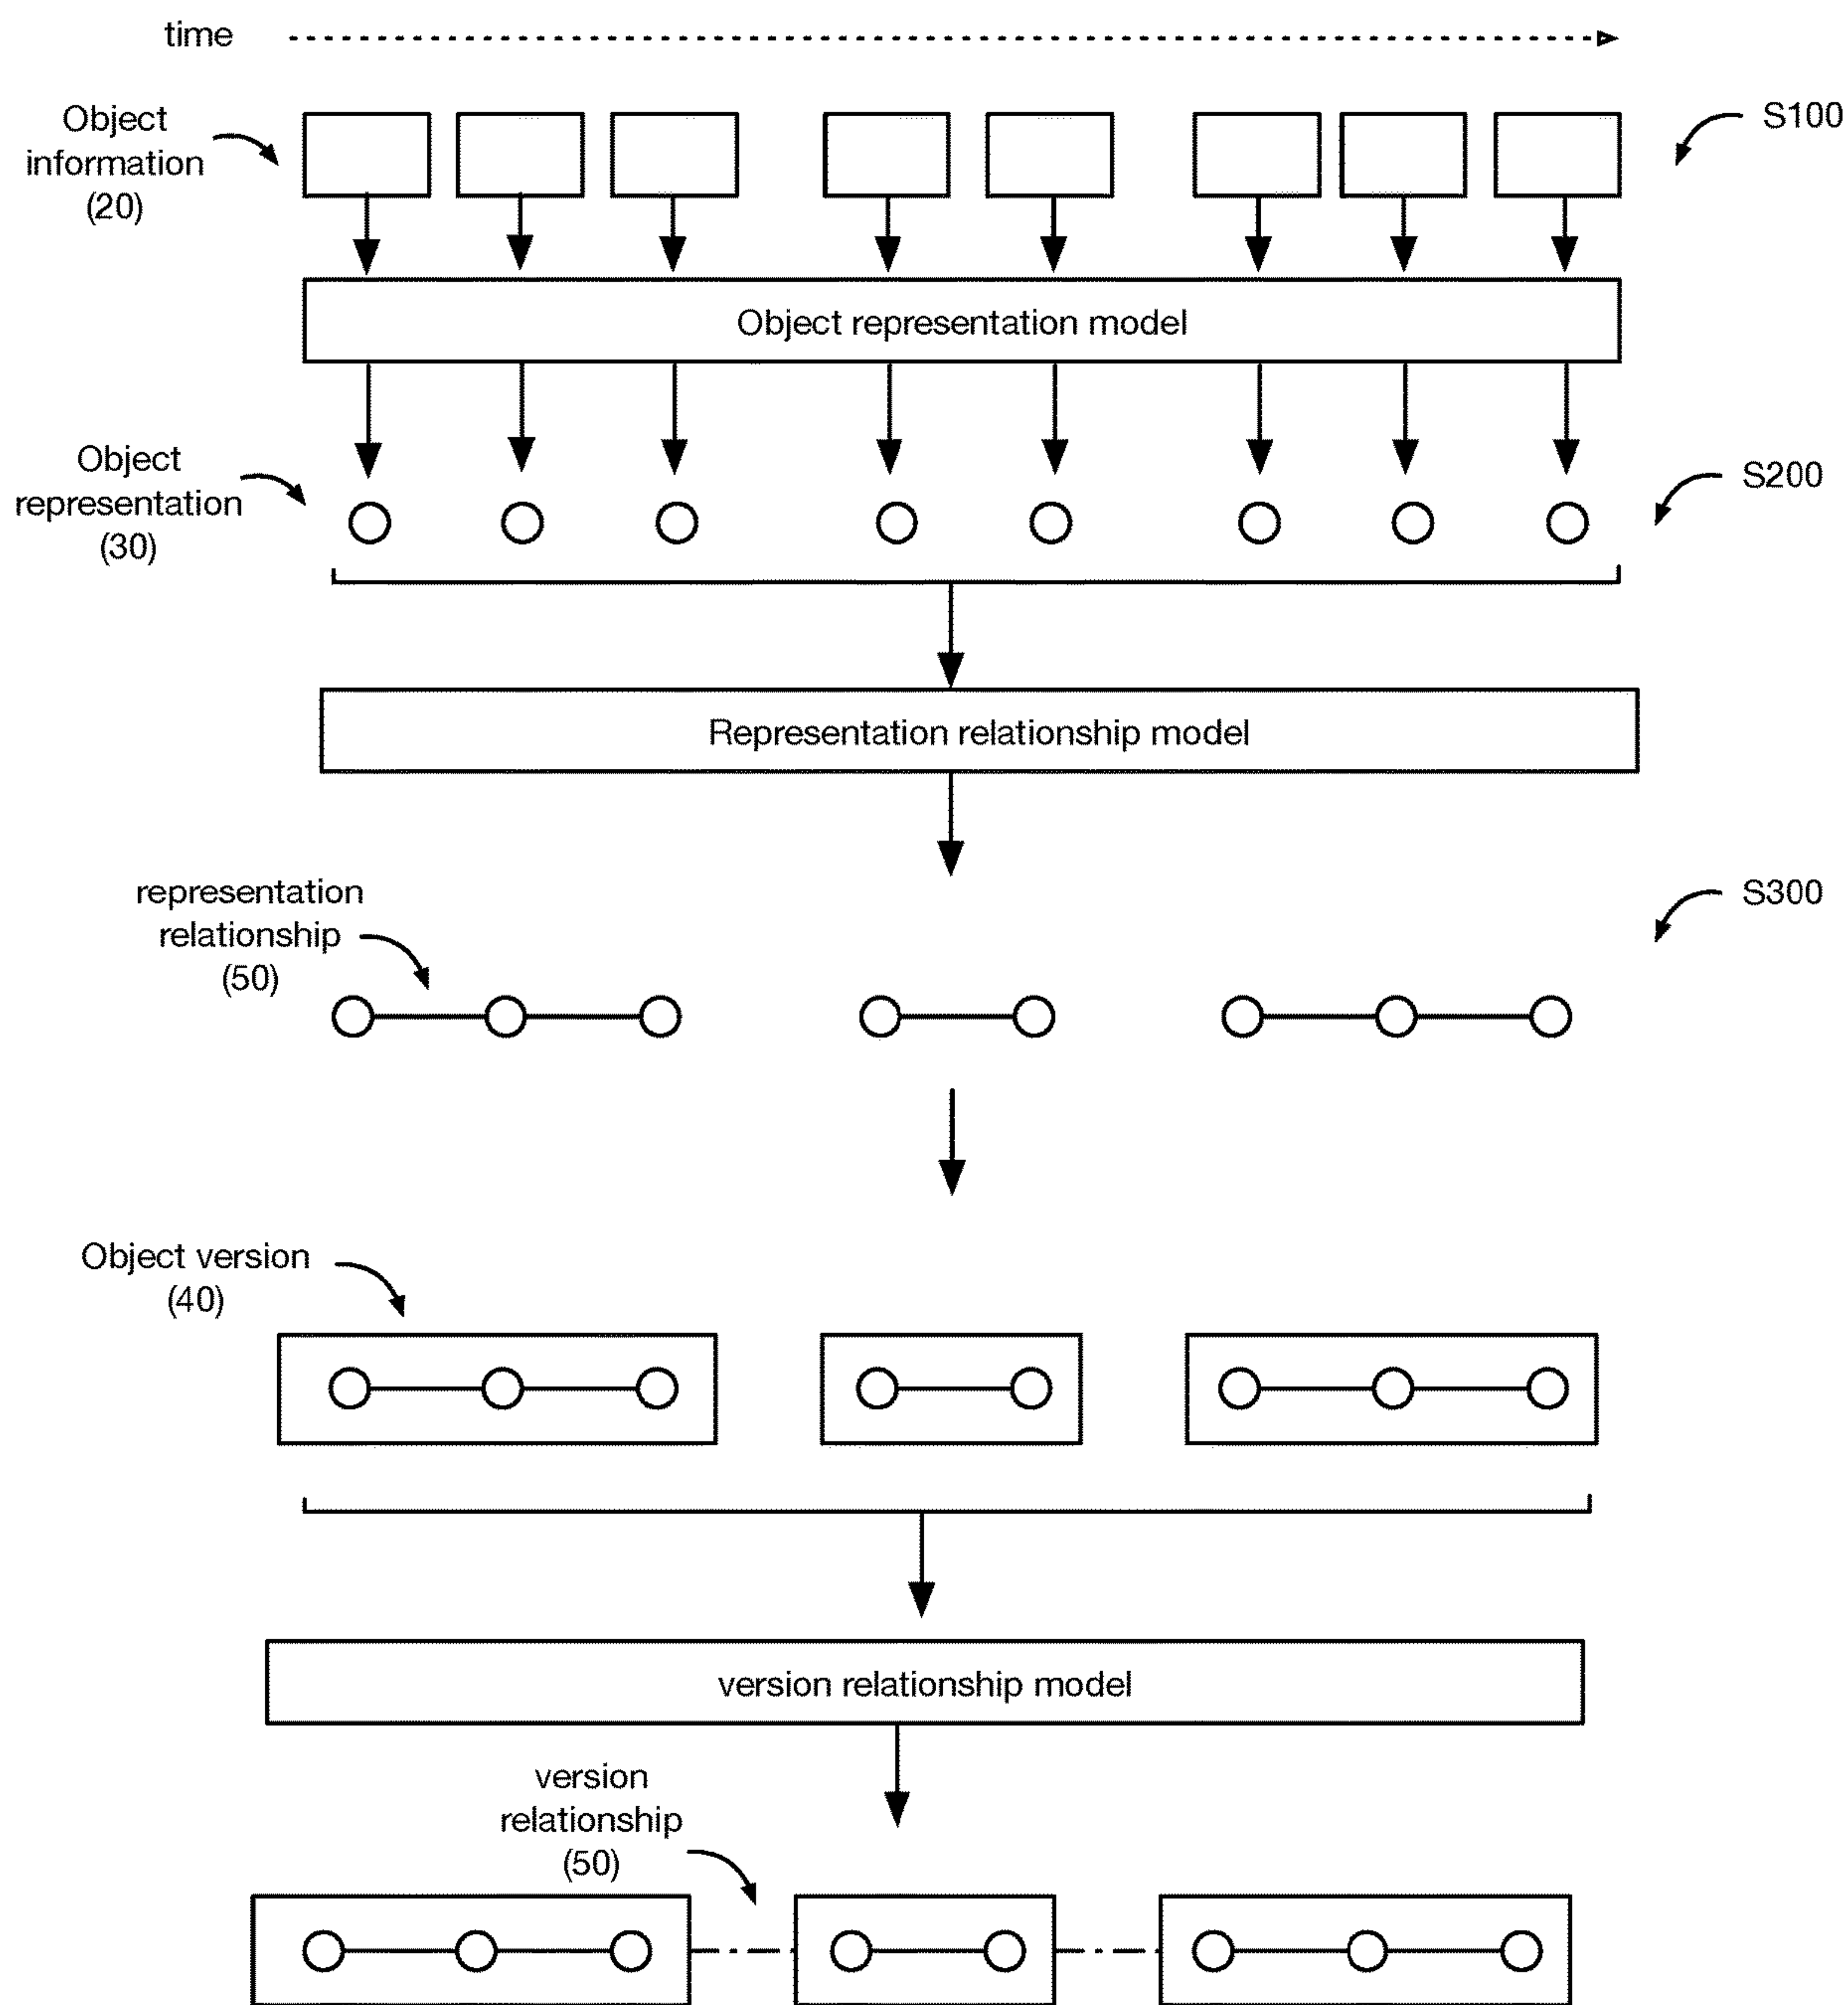 time
Object
information
(20)
S100
Object representation model
Object
representation
(30)
S200
Representation relationship model
representation
relationship
(50)
S300
Object version
(40)
version relationship model
version
relationship
(50)